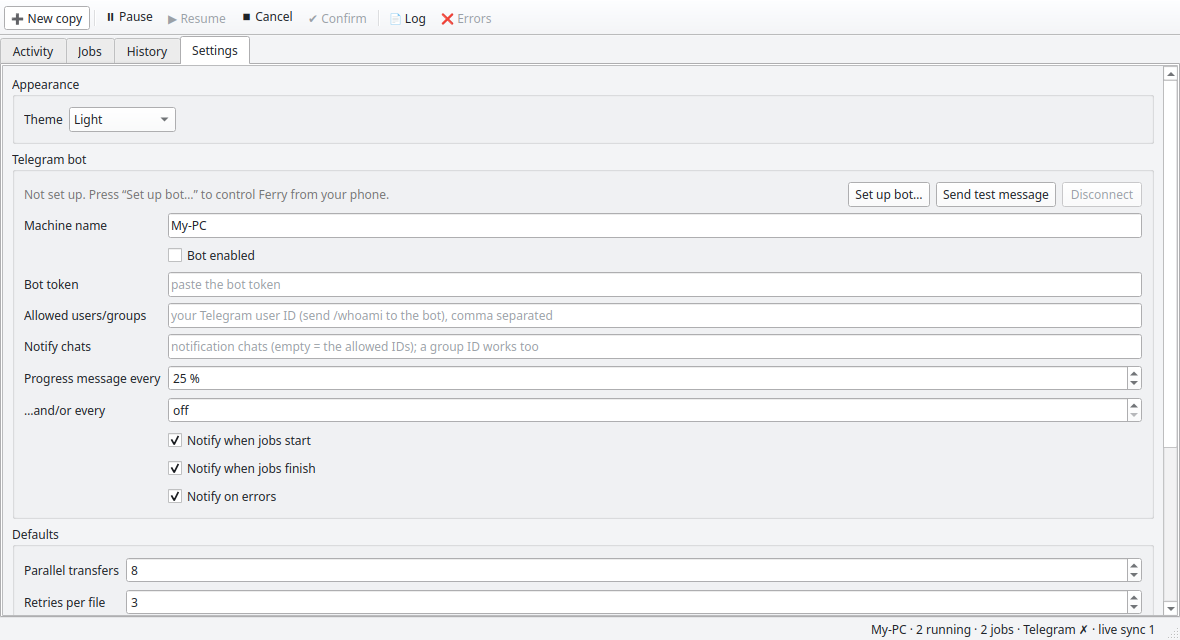 New copy Pause Resume Cancel Confirm Log Errors
Activity Jobs History Settings
Appearance
Theme Light
Telegram bot
Not set up. Press “Set up bot…” to control Ferry from your phone. Set up bot… Send test message Disconnect
Machine name My-PC
Bot enabled
Bot token paste the bot token
Allowed users/groups your Telegram user ID (send /whoami to the bot), comma separated
Notify chats notification chats (empty = the allowed IDs); a group ID works too
Progress message every 25 %
…and/or every off
Notify when jobs start
Notify when jobs finish
Notify on errors
Defaults
Parallel transfers 8
Retries per file 3
My-PC · 2 running · 2 jobs · Telegram ✗ · live sync 1